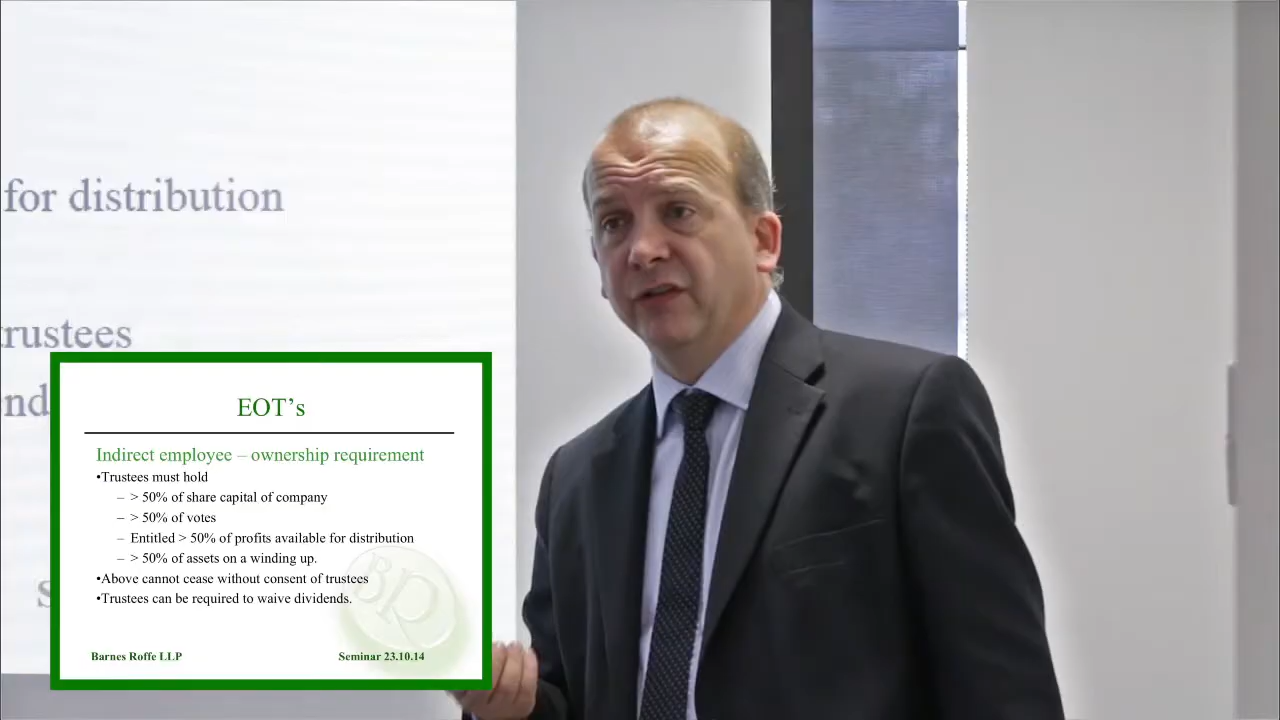 for distribution
trustees
EOT’s
Indirect employee – ownership requirement
•Trustees must hold
– > 50% of share capital of company
– > 50% of votes
– Entitled > 50% of profits available for distribution
– > 50% of assets on a winding up.
•Above cannot cease without consent of trustees
•Trustees can be required to waive dividends.
BR
Barnes Roffe LLP
Seminar 23.10.14